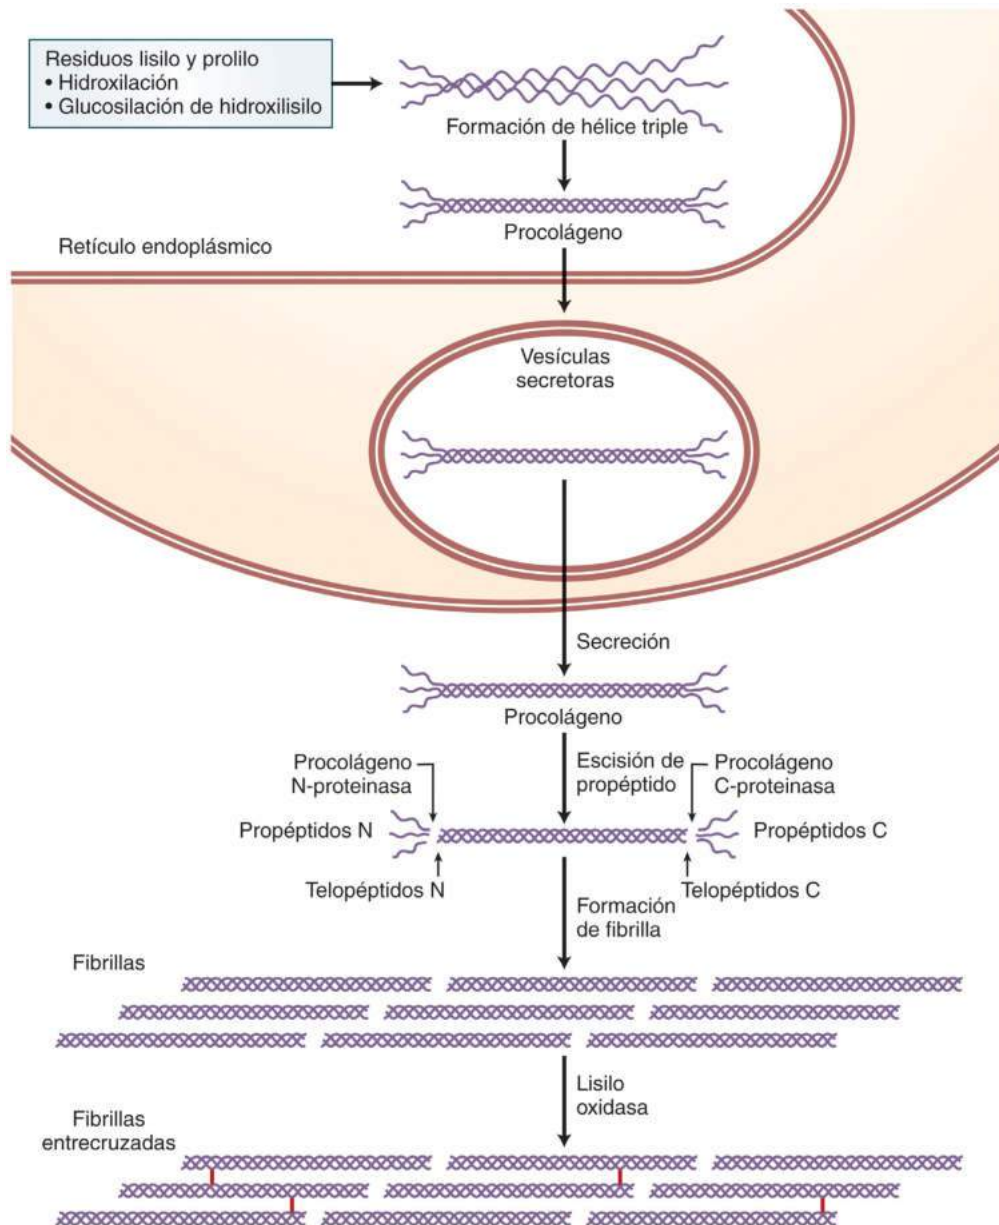 Residuos lisilo y prolilo
• Hidroxilación
• Glucosilación de hidroxilisilo
Formación de hélice triple
Procolágeno
Retículo endoplásmico
Vesículas
secretoras
Secreción
Procolágeno
Escisión de
propéptido
Procolágeno
N-proteinasa
Procolágeno
C-proteinasa
Propéptidos N
Propéptidos C
Telopéptidos N
Telopéptidos C
Formación
de fibrilla
Fibrillas
Lisilo
oxidasa
Fibrillas
entrecruzadas